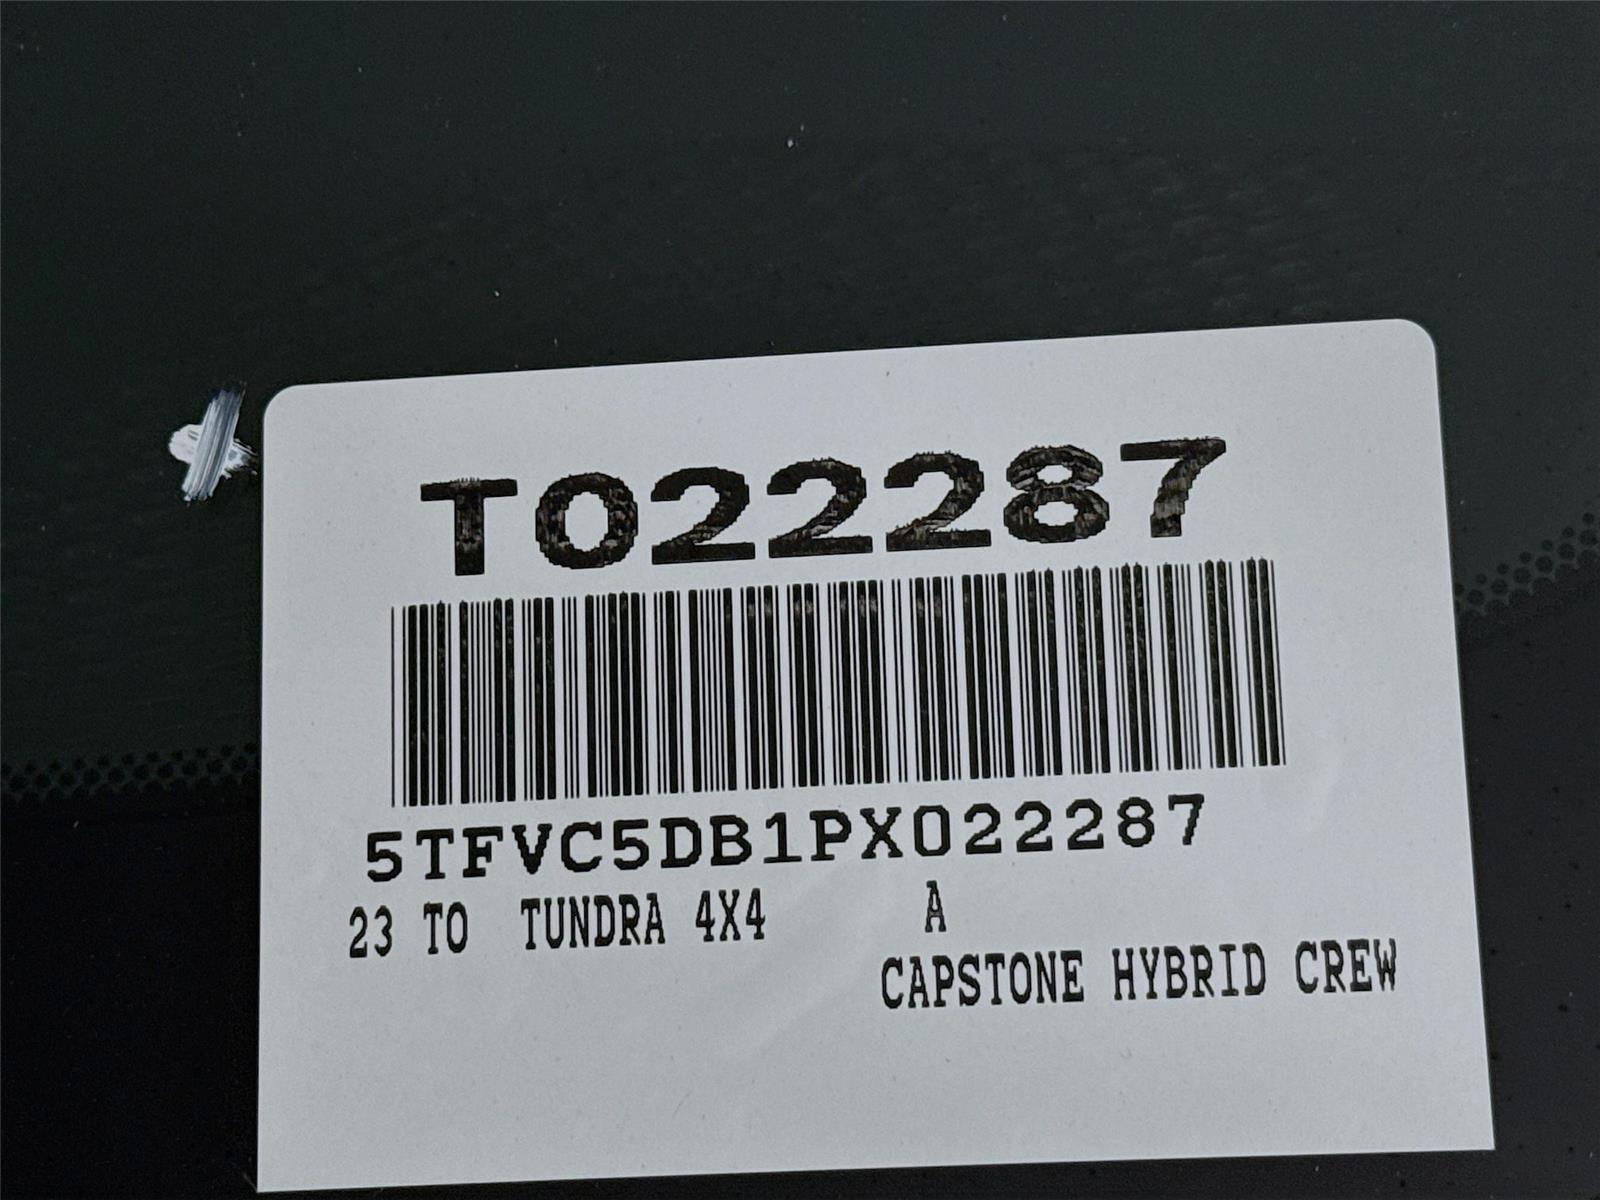 T022287
5TFVC5DB1PX022287
23 TO TUNDRA 4X4 A
CAPSTONE HYBRID CREW